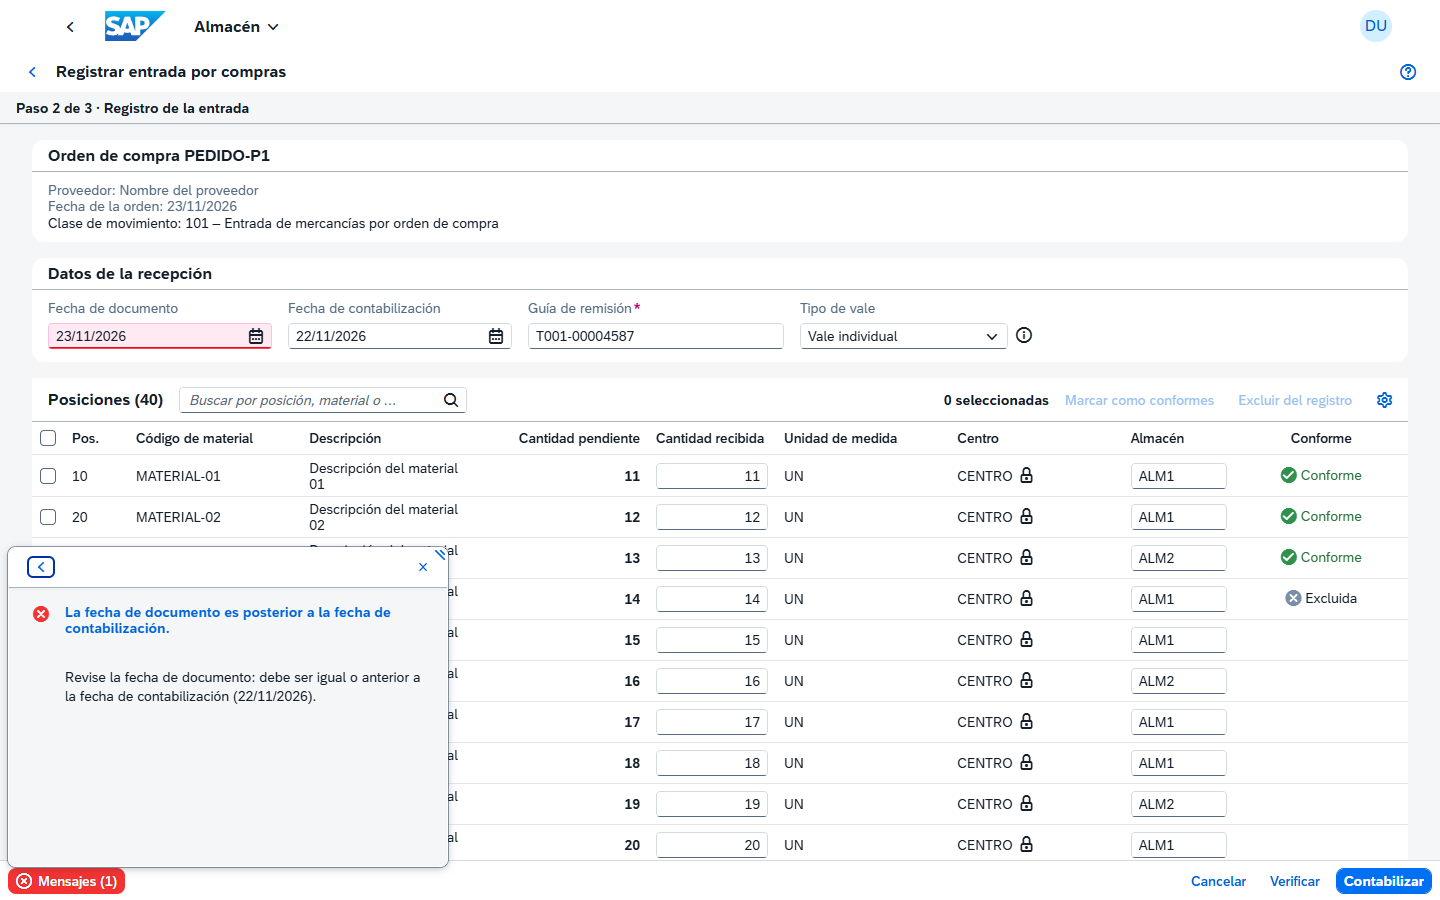 SAP
Almacén
DU
Registrar entrada por compras
Paso 2 de 3 · Registro de la entrada
Orden de compra PEDIDO-P1
Proveedor: Nombre del proveedor
Fecha de la orden: 23/11/2026
Clase de movimiento: 101 – Entrada de mercancías por orden de compra
Datos de la recepción
Fecha de documento Fecha de contabilización Guía de remisión* Tipo de vale
23/11/2026 22/11/2026 T001-00004587 Vale individual
Posiciones (40) Buscar por posición, material o ... 0 seleccionadas Marcar como conformes Excluir del registro
Pos. Código de material Descripción Cantidad pendiente Cantidad recibida Unidad de medida Centro Almacén Conforme
10 MATERIAL-01 Descripción del material 01 11 11 UN CENTRO ALM1 Conforme
20 MATERIAL-02 Descripción del material 02 12 12 UN CENTRO ALM1 Conforme
al 13 13 UN CENTRO ALM2 Conforme
al 14 14 UN CENTRO ALM1 Excluida
al 15 15 UN CENTRO ALM1
al 16 16 UN CENTRO ALM2
al 17 17 UN CENTRO ALM1
al 18 18 UN CENTRO ALM1
al 19 19 UN CENTRO ALM2
al 20 20 UN CENTRO ALM1
La fecha de documento es posterior a la fecha de
contabilización.
Revise la fecha de documento: debe ser igual o anterior a
la fecha de contabilización (22/11/2026).
Mensajes (1) Cancelar Verificar Contabilizar